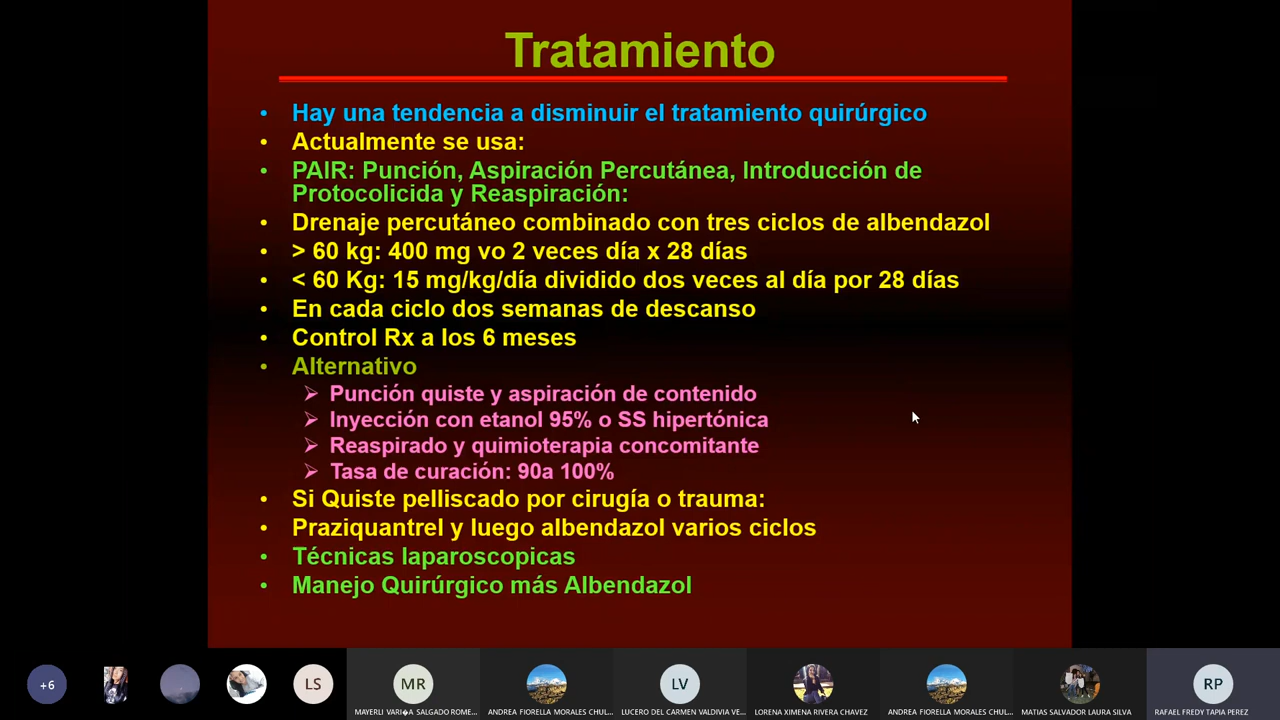 Tratamiento
• Hay una tendencia a disminuir el tratamiento quirúrgico
• Actualmente se usa:
• PAIR: Punción, Aspiración Percutánea, Introducción de
Protocolicida y Reaspiración:
• Drenaje percutáneo combinado con tres ciclos de albendazol
• > 60 kg: 400 mg vo 2 veces día x 28 días
• < 60 Kg: 15 mg/kg/día dividido dos veces al día por 28 días
• En cada ciclo dos semanas de descanso
• Control Rx a los 6 meses
• Alternativo
➢ Punción quiste y aspiración de contenido
➢ Inyección con etanol 95% o SS hipertónica
➢ Reaspirado y quimioterapia concomitante
➢ Tasa de curación: 90a 100%
• Si Quiste pelliscado por cirugía o trauma:
• Praziquantrel y luego albendazol varios ciclos
• Técnicas laparoscopicas
• Manejo Quirúrgico más Albendazol
+6 LS MR LV RP
MAYERLI VARI�A SALGADO ROME... ANDREA FIORELLA MORALES CHUL... LUCERO DEL CARMEN VALDIVIA VE... LORENA XIMENA RIVERA CHAVEZ ANDREA FIORELLA MORALES CHUL... MATIAS SALVADOR LAURA SILVA RAFAEL FREDY TAPIA PEREZ